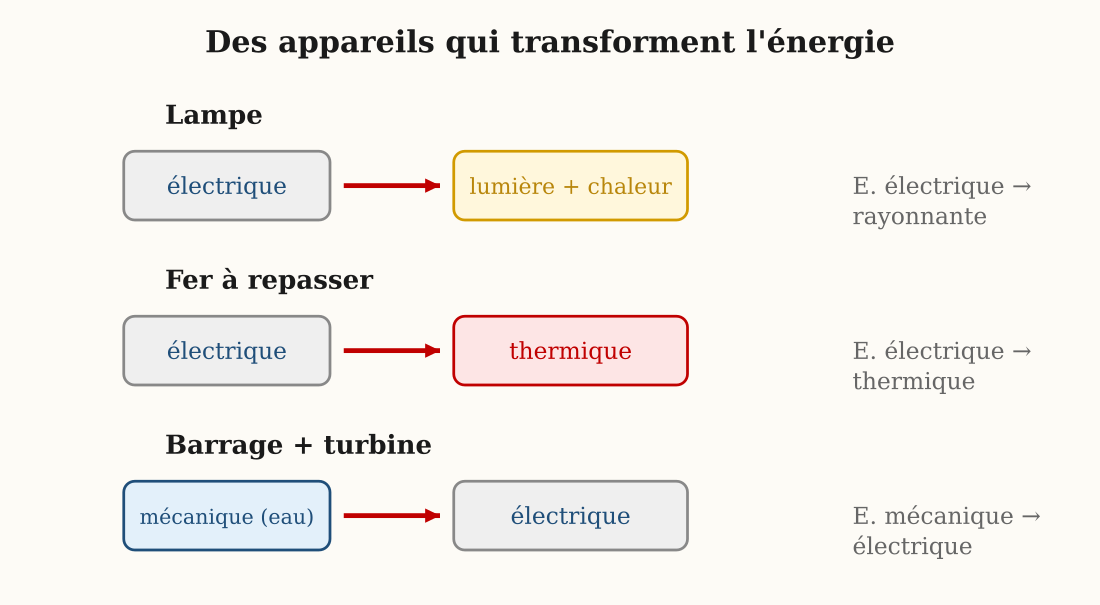 Des appareils qui transforment l'énergie
Lampe
électrique
lumière + chaleur
E. électrique →
rayonnante
Fer à repasser
électrique
thermique
E. électrique →
thermique
Barrage + turbine
mécanique (eau)
électrique
E. mécanique →
électrique